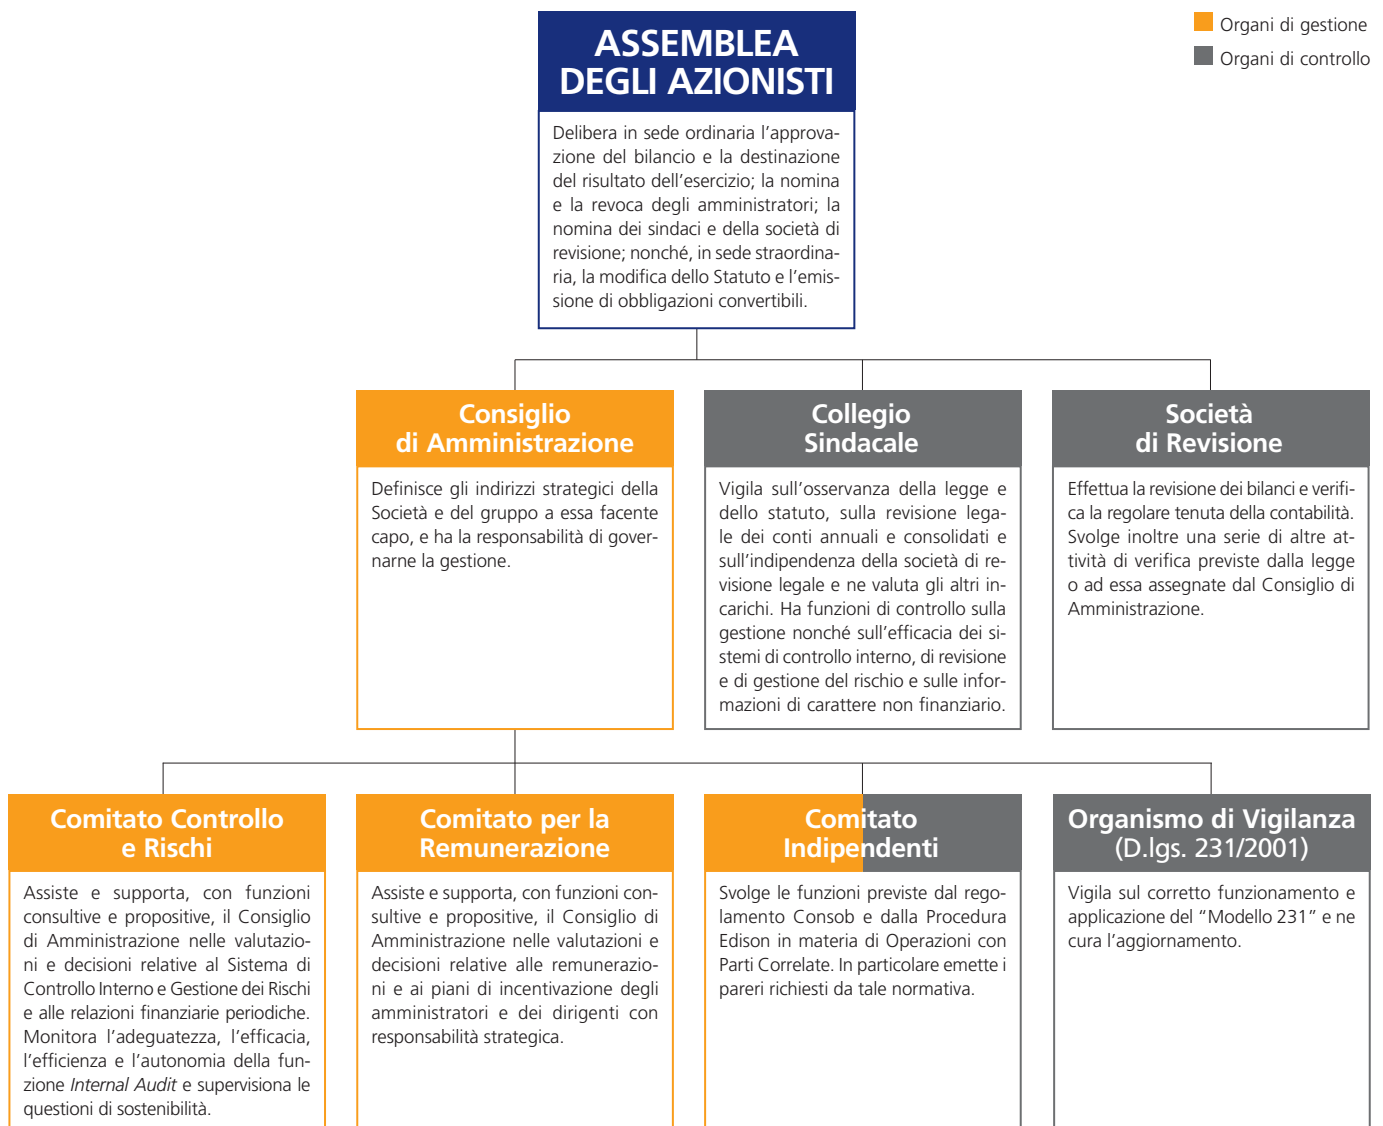 ASSEMBLEA
DEGLI AZIONISTI
Delibera in sede ordinaria l'approva-
zione del bilancio e la destinazione
del risultato dell'esercizio; la nomina
e la revoca degli amministratori; la
nomina dei sindaci e della società di
revisione; nonché, in sede straordina-
ria, la modifica dello Statuto e l'emis-
sione di obbligazioni convertibili.
Organi di gestione
Organi di controllo
Consiglio
di Amministrazione
Definisce gli indirizzi strategici della
Società e del gruppo a essa facente
capo, e ha la responsabilità di gover-
narne la gestione.
Collegio
Sindacale
Vigila sull'osservanza della legge e
dello statuto, sulla revisione lega-
le dei conti annuali e consolidati e
sull'indipendenza della società di re-
visione legale e ne valuta gli altri in-
carichi. Ha funzioni di controllo sulla
gestione nonché sull'efficacia dei si-
stemi di controllo interno, di revisione
e di gestione del rischio e sulle infor-
mazioni di carattere non finanziario.
Società
di Revisione
Effettua la revisione dei bilanci e verifi-
ca la regolare tenuta della contabilità.
Svolge inoltre una serie di altre at-
tività di verifica previste dalla legge
o ad essa assegnate dal Consiglio di
Amministrazione.
Comitato Controllo
e Rischi
Assiste e supporta, con funzioni
consultive e propositive, il Consiglio
di Amministrazione nelle valutazio-
ni e decisioni relative al Sistema di
Controllo Interno e Gestione dei Rischi
e alle relazioni finanziarie periodiche.
Monitora l'adeguatezza, l'efficacia,
l'efficienza e l'autonomia della fun-
zione Internal Audit e supervisiona le
questioni di sostenibilità.
Comitato per la
Remunerazione
Assiste e supporta, con funzioni con-
sultive e propositive, il Consiglio di
Amministrazione nelle valutazioni e
decisioni relative alle remunerazio-
ni e ai piani di incentivazione degli
amministratori e dei dirigenti con
responsabilità strategica.
Comitato
Indipendenti
Svolge le funzioni previste dal rego-
lamento Consob e dalla Procedura
Edison in materia di Operazioni con
Parti Correlate. In particolare emette i
pareri richiesti da tale normativa.
Organismo di Vigilanza
(D.lgs. 231/2001)
Vigila sul corretto funzionamento e
applicazione del "Modello 231" e ne
cura l'aggiornamento.